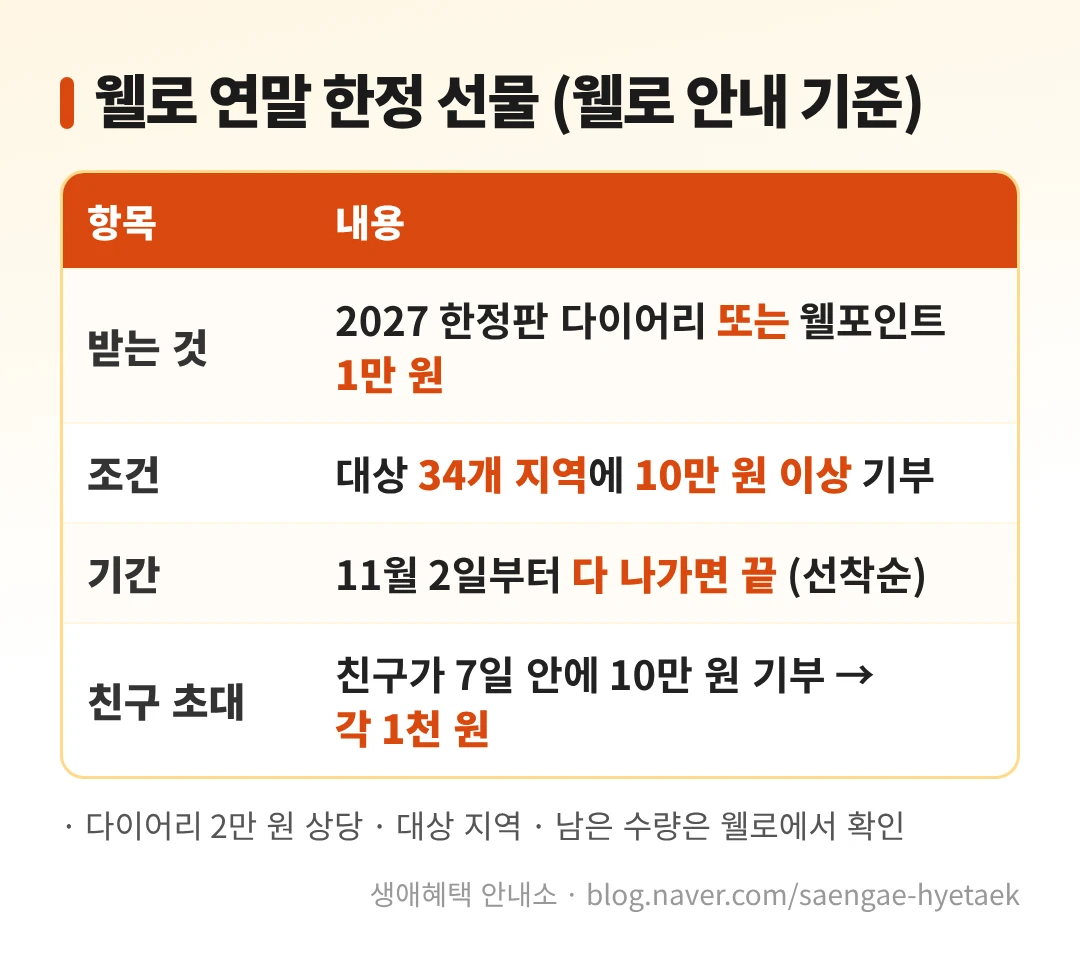 웰로 연말 한정 선물 (웰로 안내 기준)
항목 내용
받는 것 2027 한정판 다이어리 또는 웰포인트
1만 원
조건 대상 34개 지역에 10만 원 이상 기부
기간 11월 2일부터 다 나가면 끝 (선착순)
친구 초대 친구가 7일 안에 10만 원 기부 →
각 1천 원
· 다이어리 2만 원 상당 · 대상 지역 · 남은 수량은 웰로에서 확인
생애혜택 안내소 · blog.naver.com/saengae-hyetaek